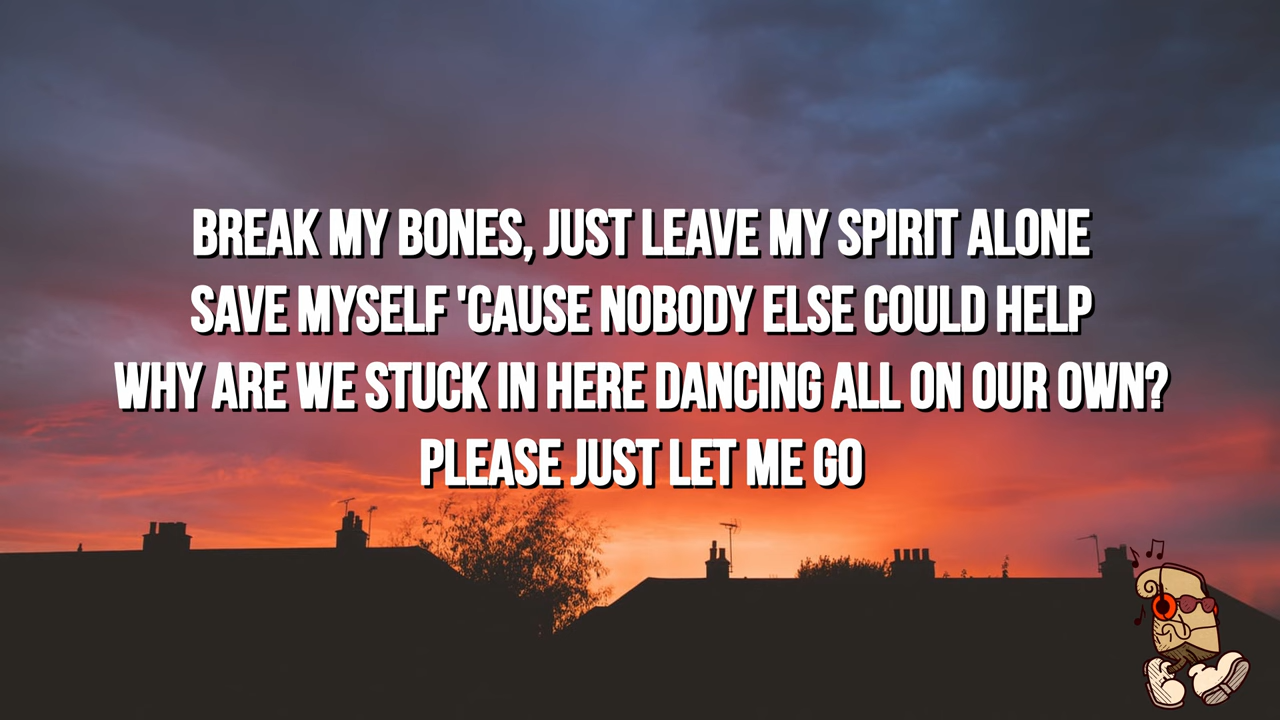 BREAK MY BONES, JUST LEAVE MY SPIRIT ALONE
SAVE MYSELF 'CAUSE NOBODY ELSE COULD HELP
WHY ARE WE STUCK IN HERE DANCING ALL ON OUR OWN?
PLEASE JUST LET ME GO